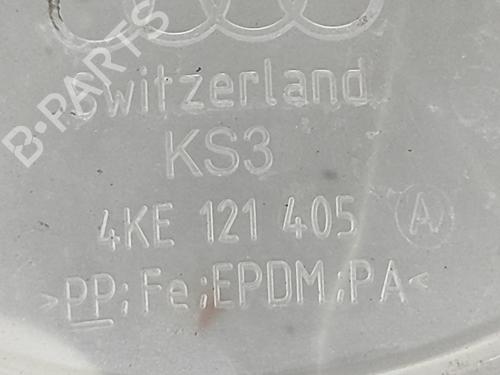 B-PARTS
Switzerland
KS3
4KE 121 405 A
>PP;Fe;EPDM;PA<